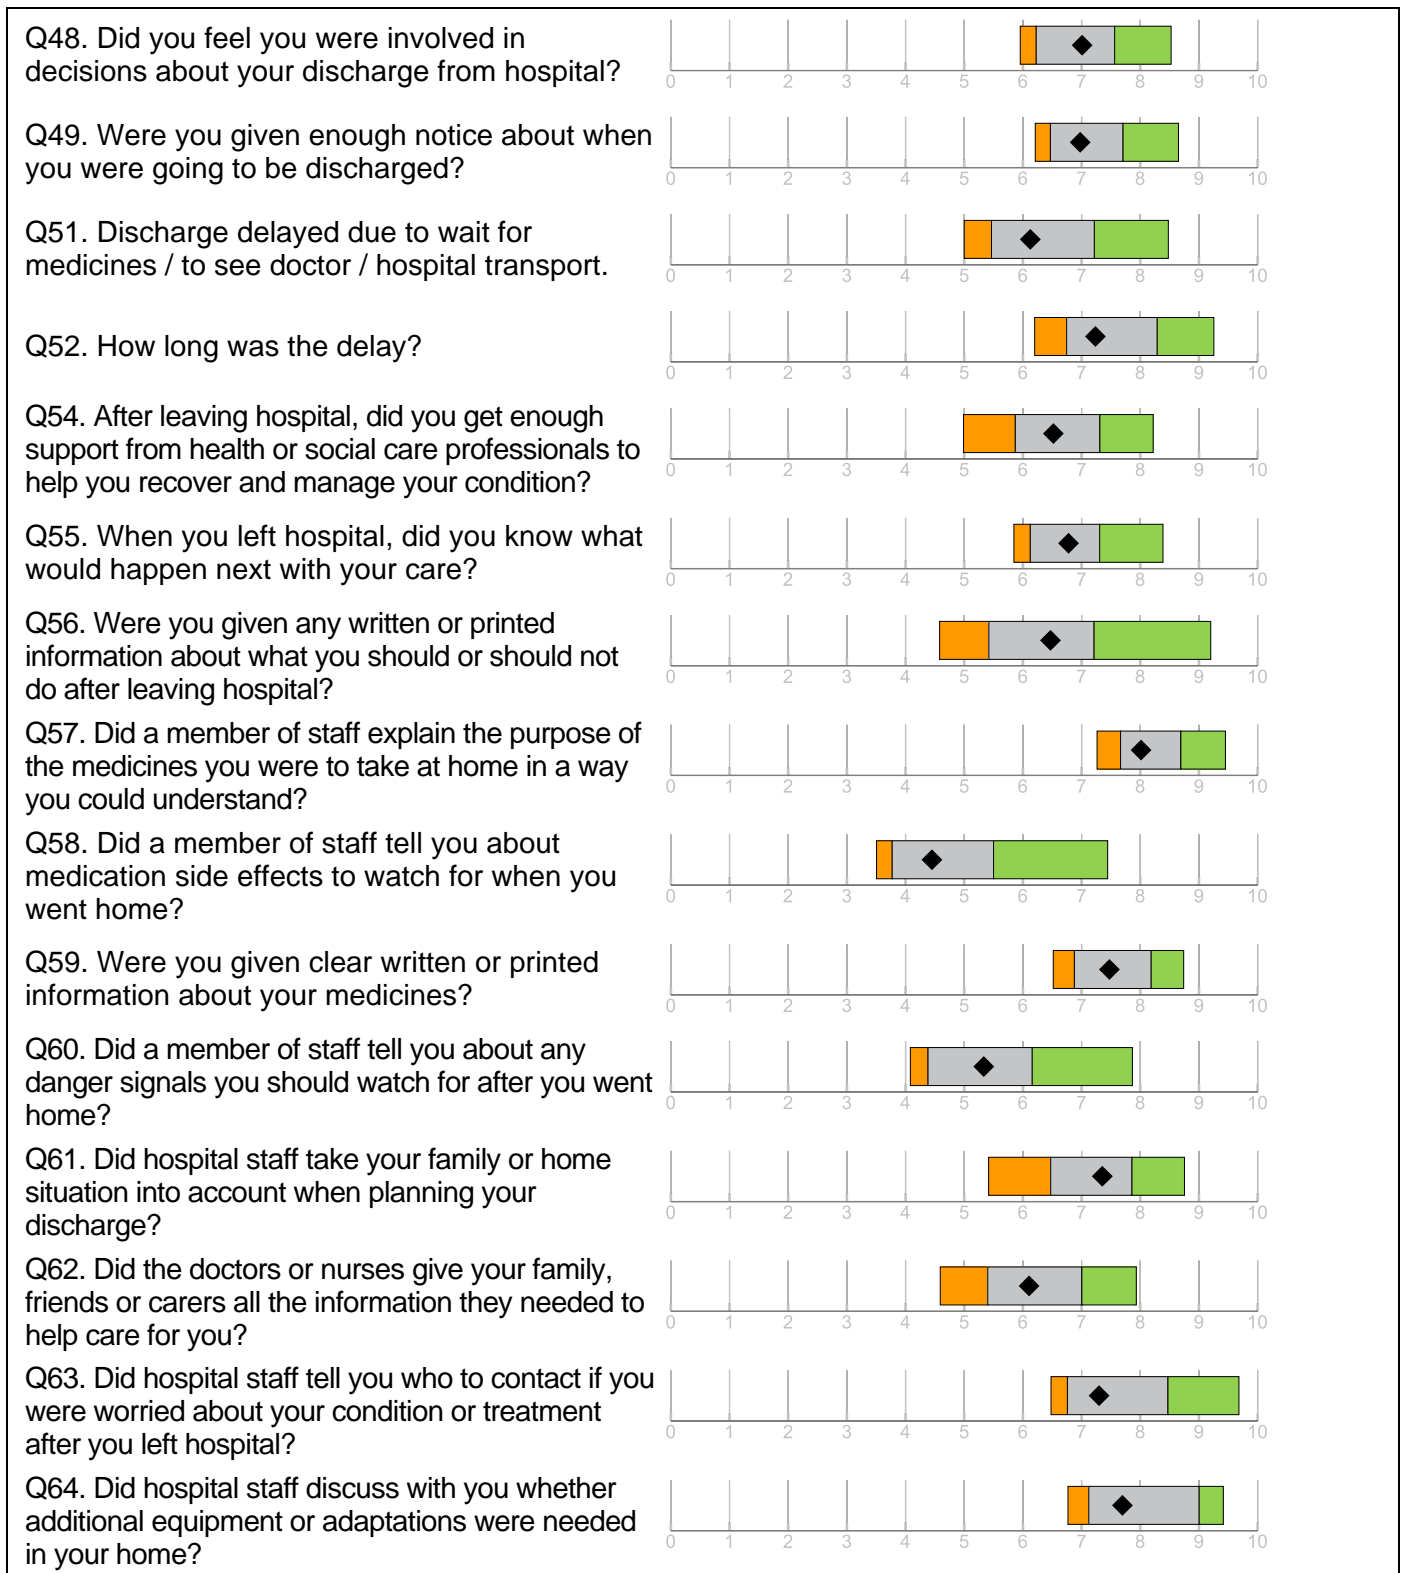 Q48. Did you feel you were involved in
decisions about your discharge from hospital?
0 1 2 3 4 5 6 7 8 9 10
Q49. Were you given enough notice about when
you were going to be discharged?
0 1 2 3 4 5 6 7 8 9 10
Q51. Discharge delayed due to wait for
medicines / to see doctor / hospital transport.
0 1 2 3 4 5 6 7 8 9 10
Q52. How long was the delay?
0 1 2 3 4 5 6 7 8 9 10
Q54. After leaving hospital, did you get enough
support from health or social care professionals to
help you recover and manage your condition?
0 1 2 3 4 5 6 7 8 9 10
Q55. When you left hospital, did you know what
would happen next with your care?
0 1 2 3 4 5 6 7 8 9 10
Q56. Were you given any written or printed
information about what you should or should not
do after leaving hospital?
0 1 2 3 4 5 6 7 8 9 10
Q57. Did a member of staff explain the purpose of
the medicines you were to take at home in a way
you could understand?
0 1 2 3 4 5 6 7 8 9 10
Q58. Did a member of staff tell you about
medication side effects to watch for when you
went home?
0 1 2 3 4 5 6 7 8 9 10
Q59. Were you given clear written or printed
information about your medicines?
0 1 2 3 4 5 6 7 8 9 10
Q60. Did a member of staff tell you about any
danger signals you should watch for after you went
home?
0 1 2 3 4 5 6 7 8 9 10
Q61. Did hospital staff take your family or home
situation into account when planning your
discharge?
0 1 2 3 4 5 6 7 8 9 10
Q62. Did the doctors or nurses give your family,
friends or carers all the information they needed to
help care for you?
0 1 2 3 4 5 6 7 8 9 10
Q63. Did hospital staff tell you who to contact if you
were worried about your condition or treatment
after you left hospital?
0 1 2 3 4 5 6 7 8 9 10
Q64. Did hospital staff discuss with you whether
additional equipment or adaptations were needed
in your home?
0 1 2 3 4 5 6 7 8 9 10